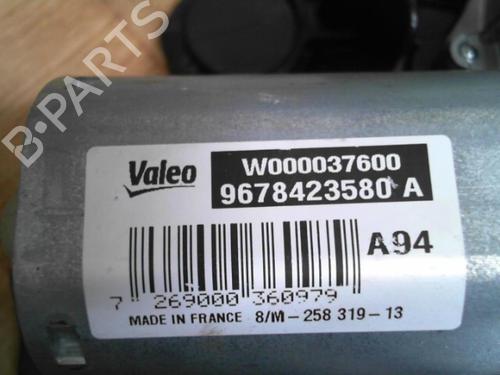 B-PARTS
Valeo
W000037600
9678423580 A
A94
7 269000 360979
MADE IN FRANCE 8/M-258 319-13